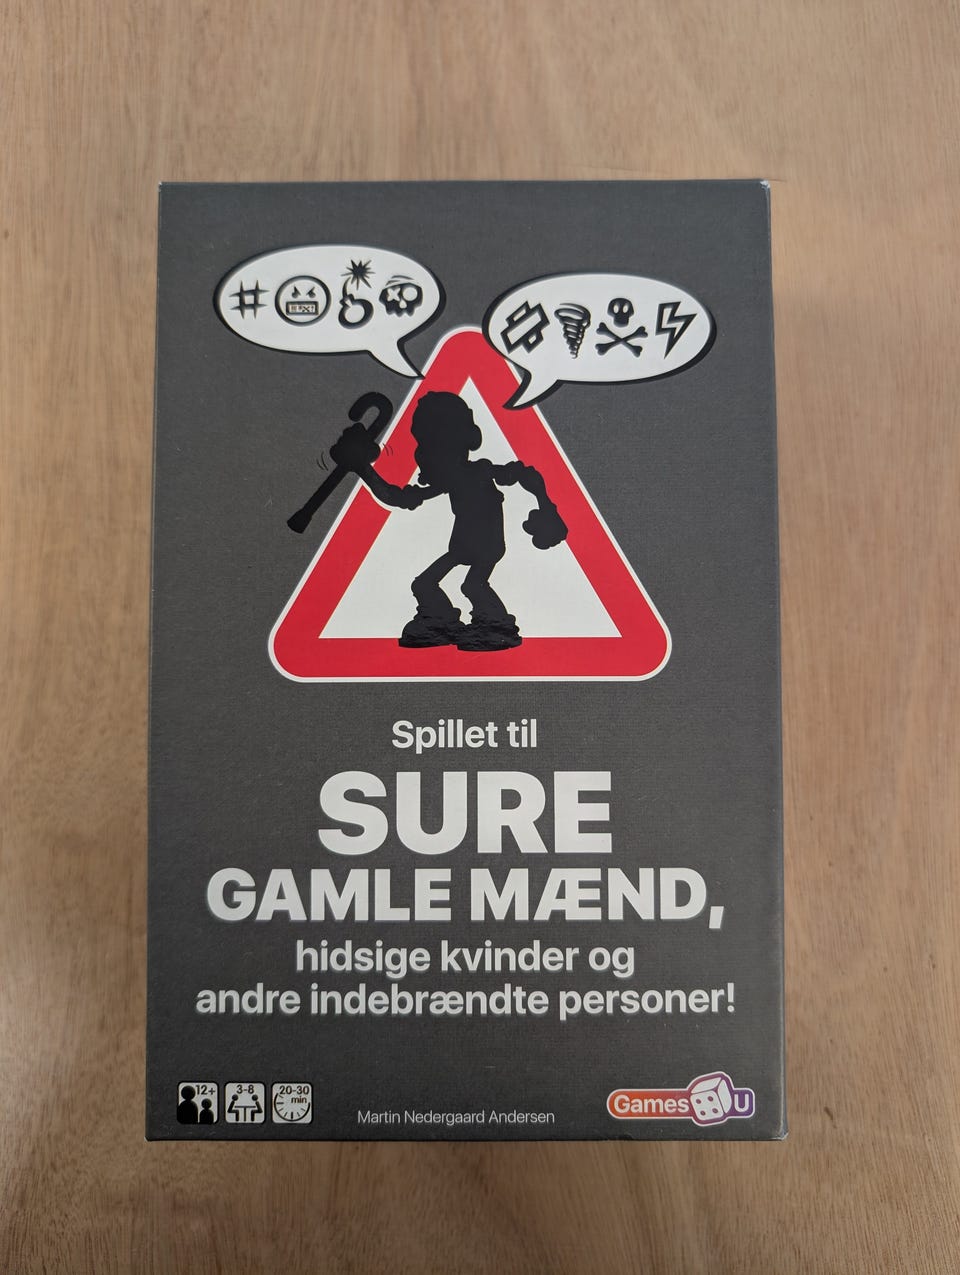 Spillet til
SURE
GAMLE MÆND,
hidsige kvinder og
andre indebrændte personer!
12+
3-8
20-30
min
Martin Nedergaard Andersen
Games U